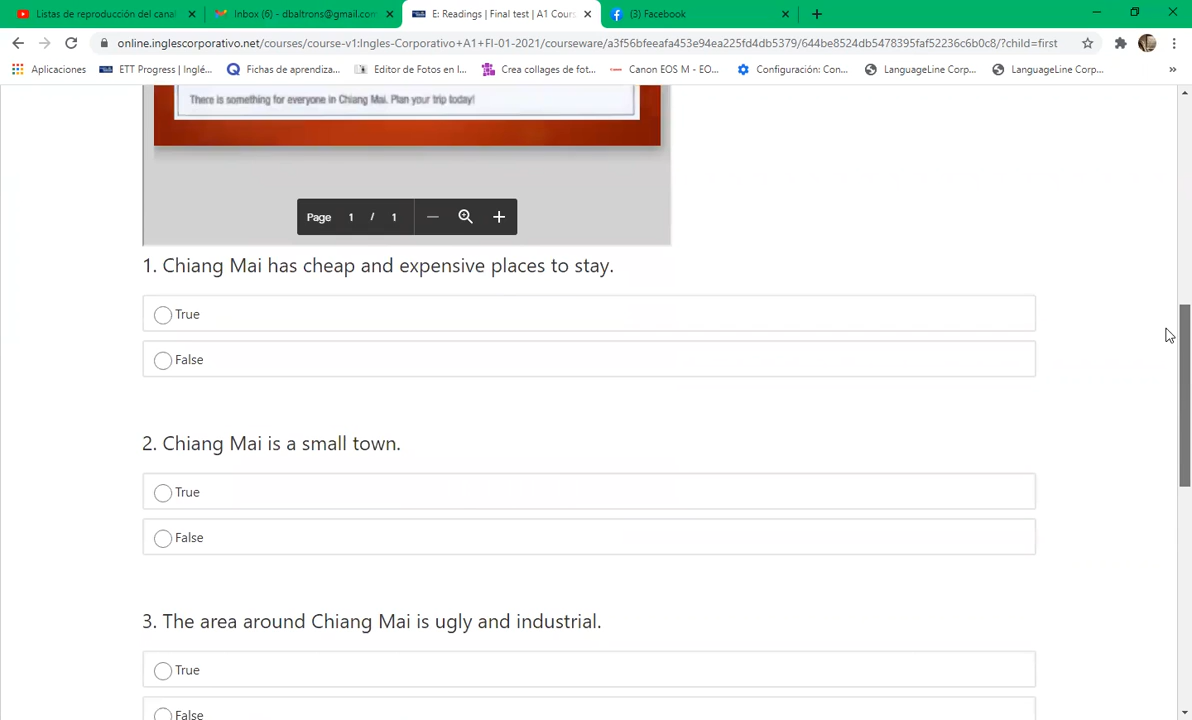 Listas de reproducción del cana
Inbox (6) - dbaltrons@gmail.com
E: Readings | Final test | A1 Cours
(3) Facebook
online.inglescorporativo.net/courses/course-v1:Ingles-Corporativo+A1+FI-01-2021/courseware/a3f56bfeeafa453e94ea225fd4db5379/644be8524db5478395faf52236c6b0c8/?child=first
Aplicaciones
ETT Progress | Inglé...
Fichas de aprendiza...
Editor de Fotos en l...
Crea collages de fot...
Canon EOS M - EO...
Configuración: Con...
LanguageLine Corp...
LanguageLine Corp...
»
There is something for everyone in Chiang Mai. Plan your trip today!
Page 1 / 1
1. Chiang Mai has cheap and expensive places to stay.
True
False
2. Chiang Mai is a small town.
True
False
3. The area around Chiang Mai is ugly and industrial.
True
False